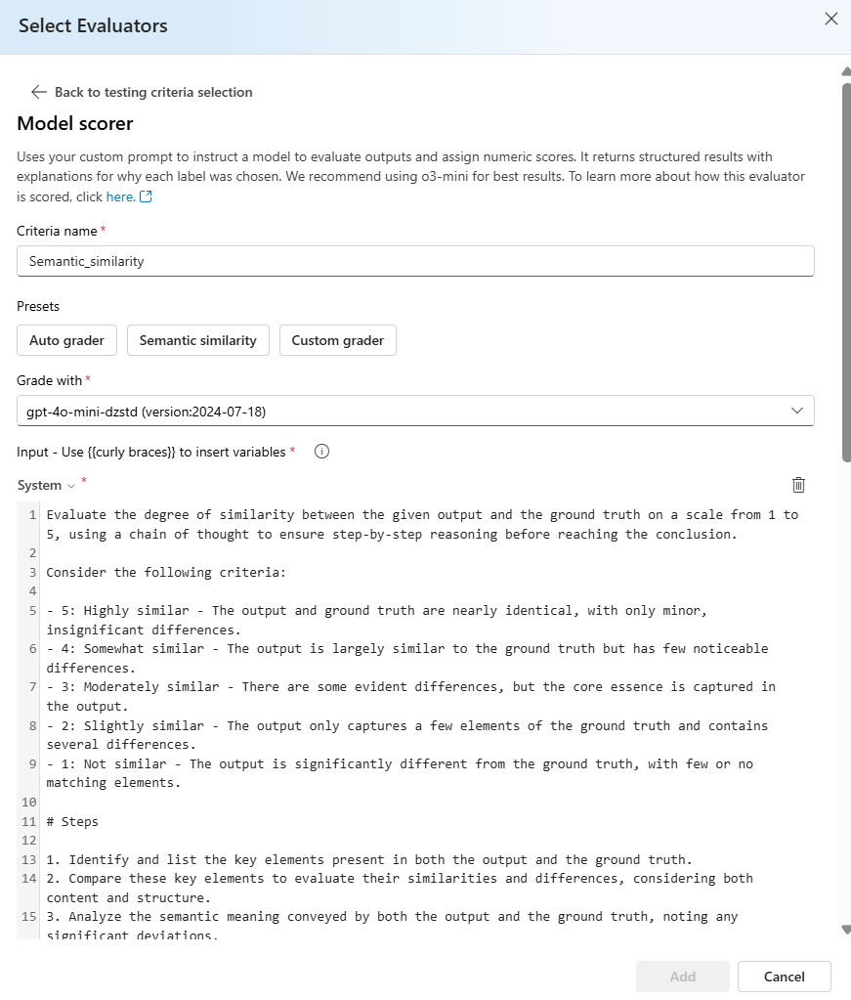 Select Evaluators
Back to testing criteria selection
Model scorer
Uses your custom prompt to instruct a model to evaluate outputs and assign numeric scores. It returns structured results with
explanations for why each label was chosen. We recommend using o3-mini for best results. To learn more about how this evaluator
is scored, click here.
Criteria name *
Semantic_similarity
Presets
Auto grader Semantic similarity Custom grader
Grade with *
gpt-4o-mini-dzstd (version:2024-07-18)
Input - Use {{curly braces}} to insert variables *
System *
1 Evaluate the degree of similarity between the given output and the ground truth on a scale from 1 to
5, using a chain of thought to ensure step-by-step reasoning before reaching the conclusion.
2
3 Consider the following criteria:
4
5 - 5: Highly similar - The output and ground truth are nearly identical, with only minor,
insignificant differences.
6 - 4: Somewhat similar - The output is largely similar to the ground truth but has few noticeable
differences.
7 - 3: Moderately similar - There are some evident differences, but the core essence is captured in
the output.
8 - 2: Slightly similar - The output only captures a few elements of the ground truth and contains
several differences.
9 - 1: Not similar - The output is significantly different from the ground truth, with few or no
matching elements.
10
11 # Steps
12
13 1. Identify and list the key elements present in both the output and the ground truth.
14 2. Compare these key elements to evaluate their similarities and differences, considering both
content and structure.
15 3. Analyze the semantic meaning conveyed by both the output and the ground truth, noting any
significant deviations.
Add Cancel